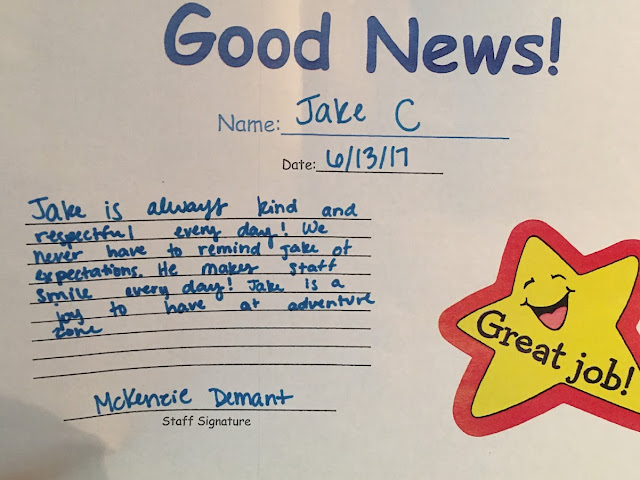 Good News!
Name: Jake C
Date: 6/13/17
Jake is always kind and
respectful every day! We
never have to remind Jake of
expectations. He makes staff
smile every day! Jake is a
joy to have at adventure
zone
Great job!
McKenzie Demant
Staff Signature